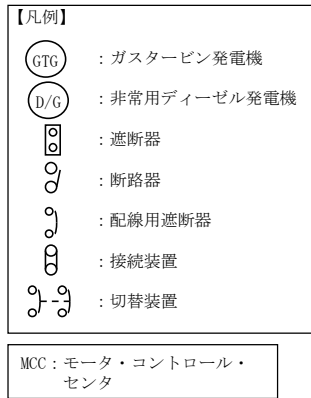 【凡例】
GTG ：ガスタービン発電機
D/G ：非常用ディーゼル発電機
：遮断器
：断路器
：配線用遮断器
：接続装置
：切替装置
MCC：モータ・コントロール・
センタ